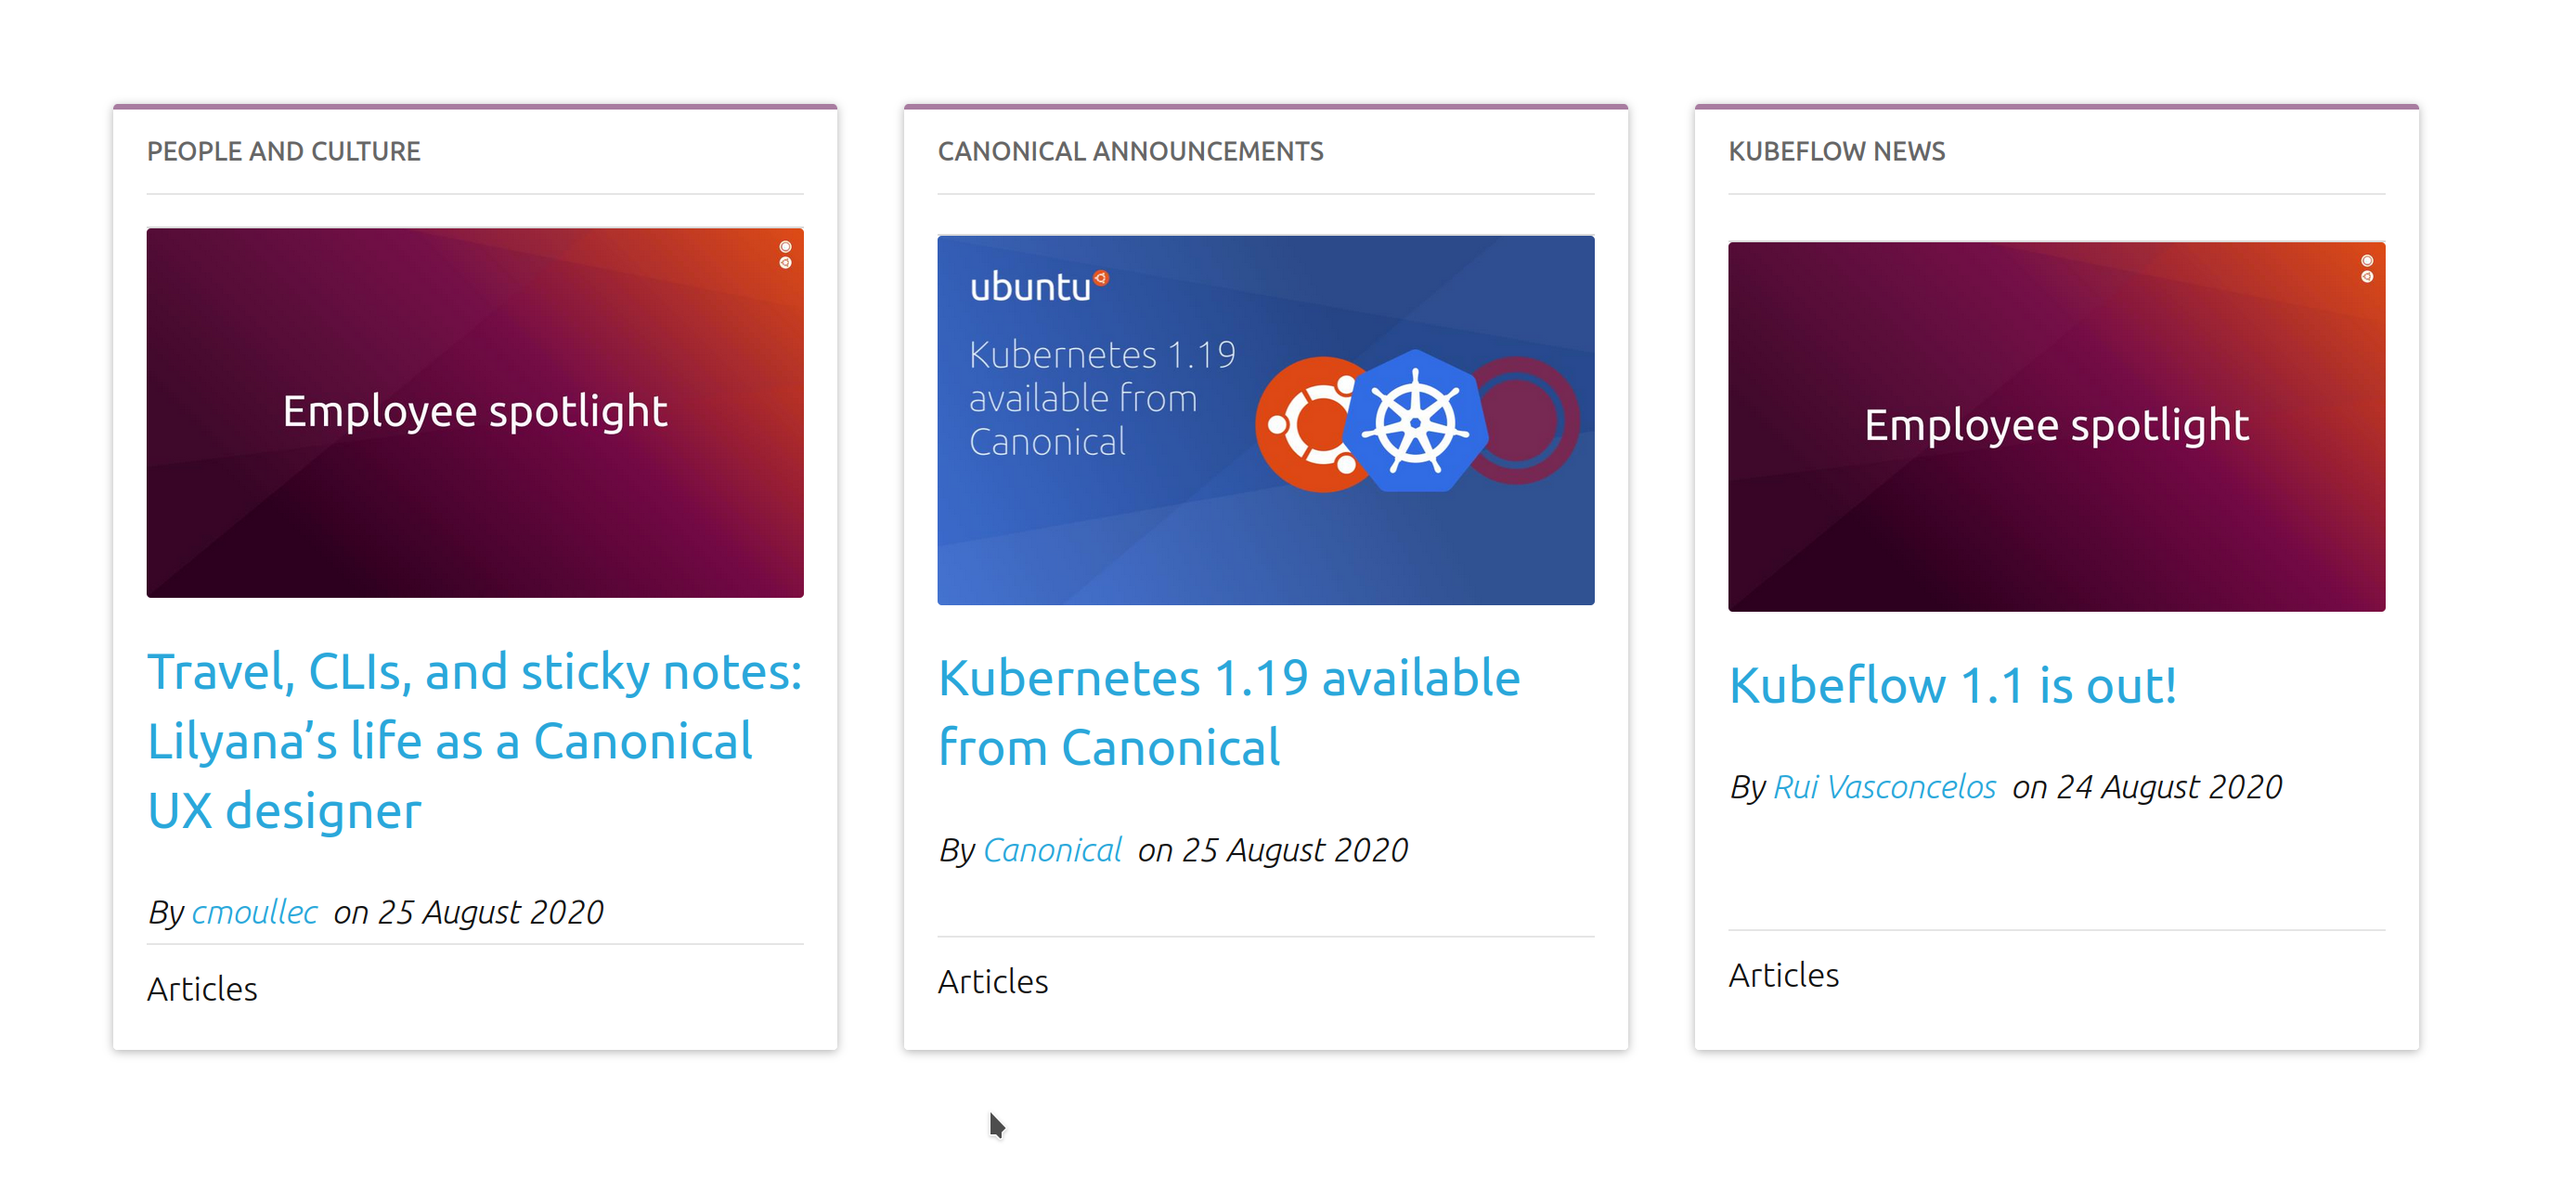 PEOPLE AND CULTURE
Employee spotlight
Travel, CLIs, and sticky notes:
Lilyana’s life as a Canonical
UX designer
By cmoullec on 25 August 2020
Articles
CANONICAL ANNOUNCEMENTS
ubuntu
Kubernetes 1.19
available from
Canonical
Kubernetes 1.19 available
from Canonical
By Canonical on 25 August 2020
Articles
KUBEFLOW NEWS
Employee spotlight
Kubeflow 1.1 is out!
By Rui Vasconcelos on 24 August 2020
Articles